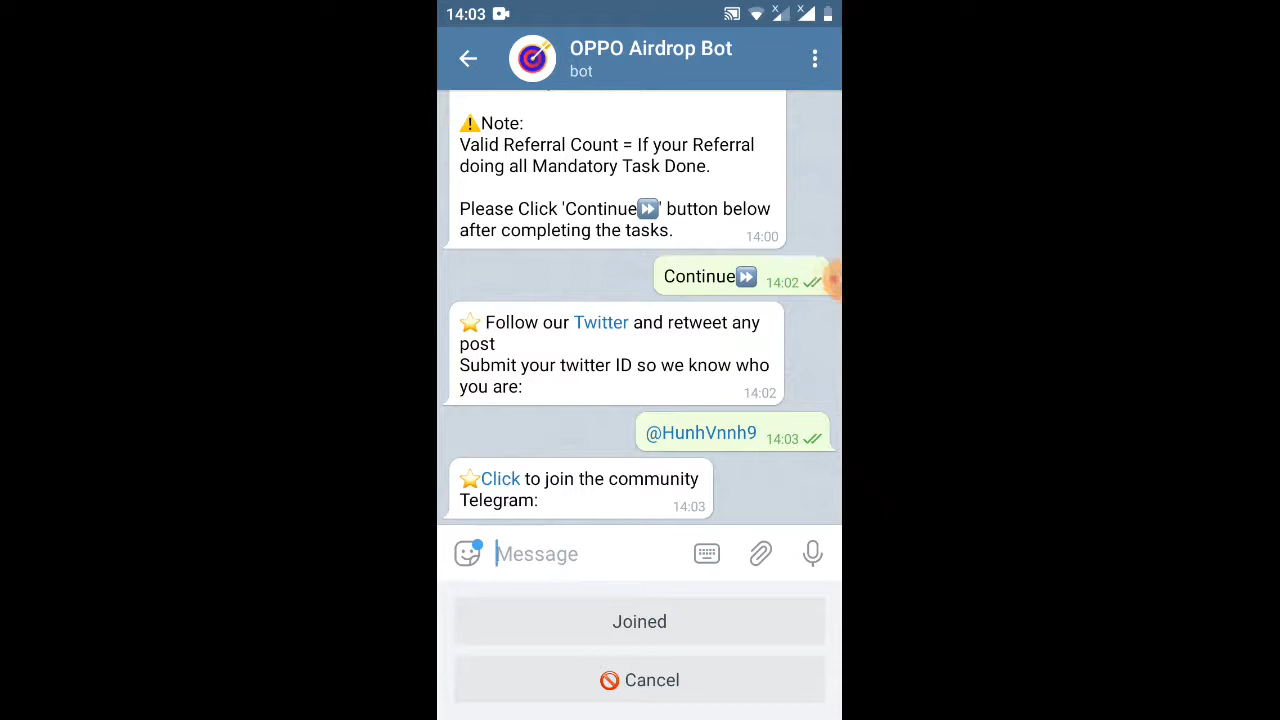 14:03
OPPO Airdrop Bot
bot
⚠️Note:
Valid Referral Count = If your Referral
doing all Mandatory Task Done.
Please Click 'Continue⏩' button below
after completing the tasks.
14:00
Continue⏩ 14:02
⭐ Follow our Twitter and retweet any
post
Submit your twitter ID so we know who
you are:
14:02
@HunhVnnh9 14:03
⭐Click to join the community
Telegram:
14:03
Message
Joined
🚫 Cancel